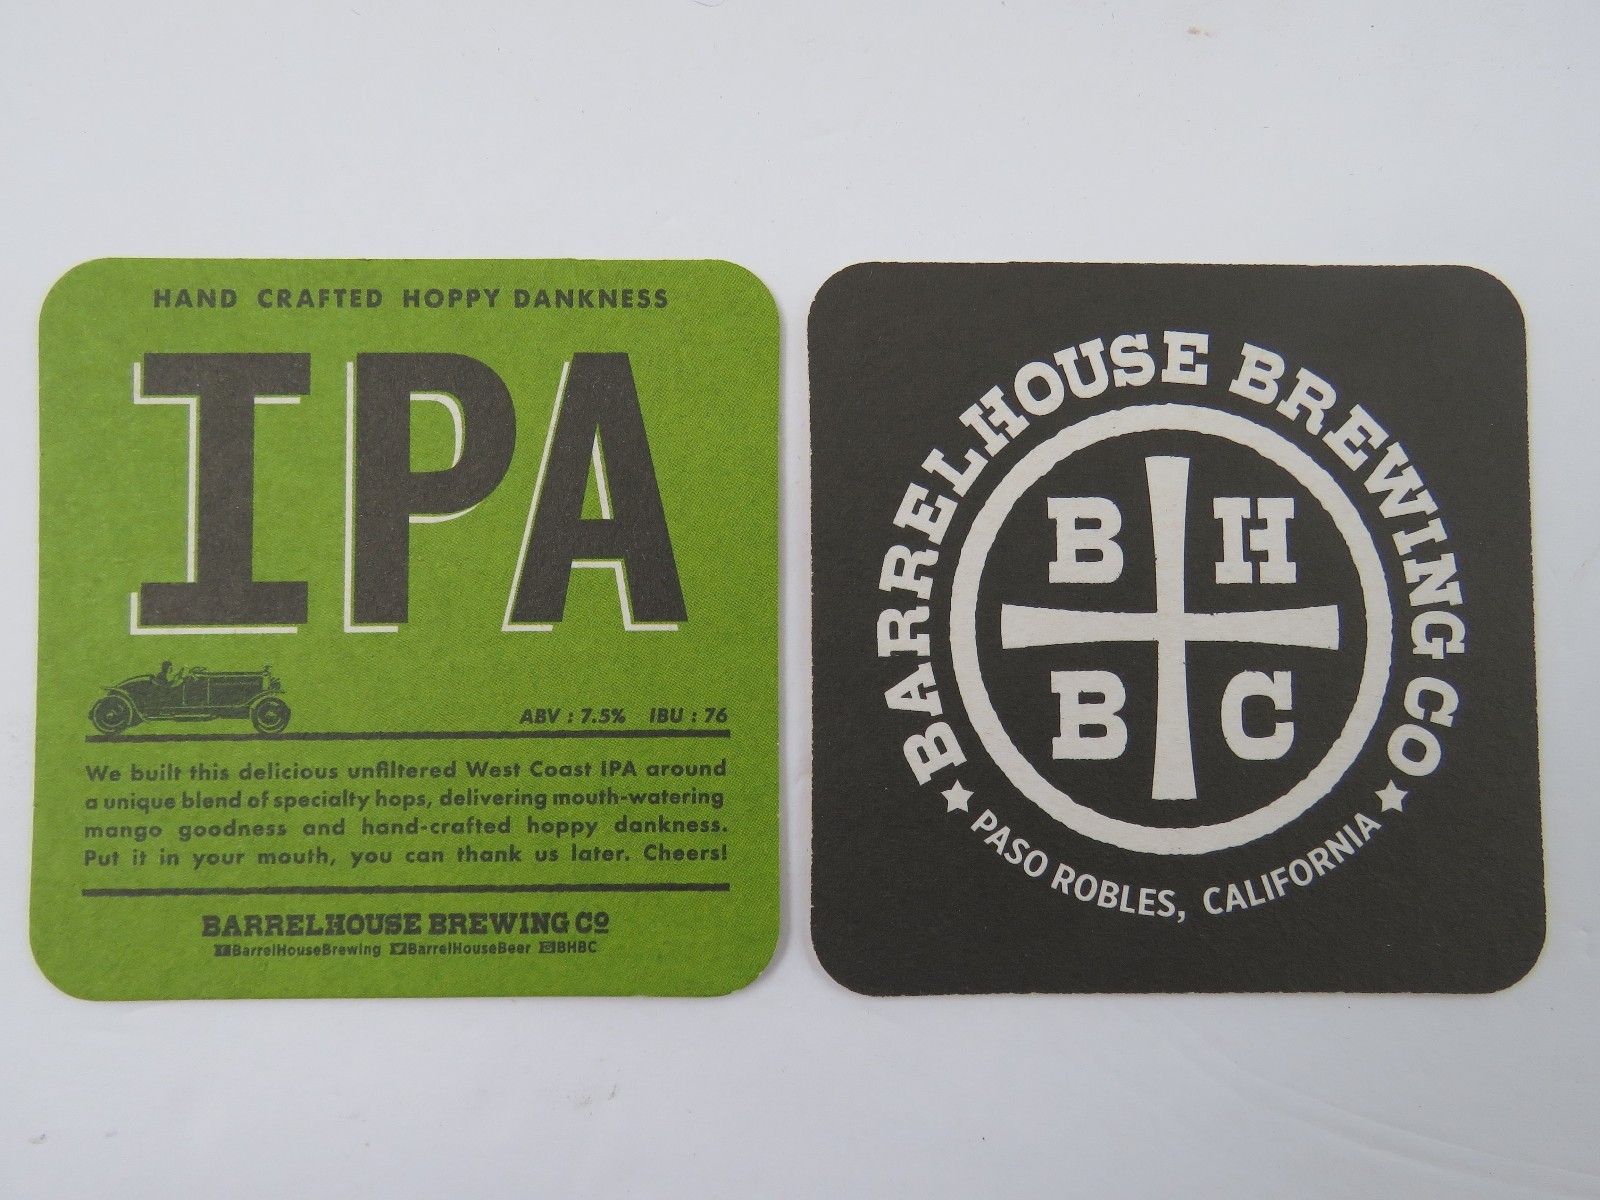 HAND CRAFTED HOPPY DANKNESS
IPA
ABV : 7.5% IBU : 76
We built this delicious unfiltered West Coast IPA around
a unique blend of specialty hops, delivering mouth-watering
mango goodness and hand-crafted hoppy dankness.
Put it in your mouth, you can thank us later. Cheers!
BARRELHOUSE BREWING CO
BarrelHouseBrewing BarrelHouseBeer BHBC
BARRELHOUSE BREWING CO
B H
B C
PASO ROBLES, CALIFORNIA